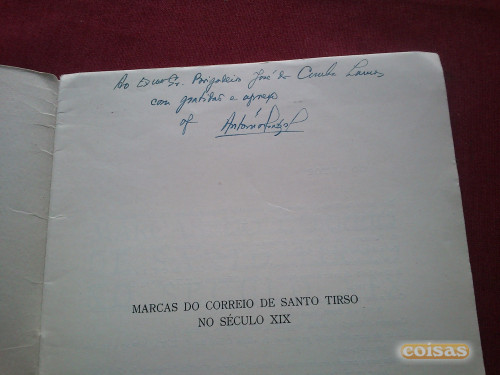 Ao Exmo Sr. Brigadeiro José da Cunha Lamas
com gratidão e apreço
of António
MARCAS DO CORREIO DE SANTO TIRSO
NO SÉCULO XIX
coisas